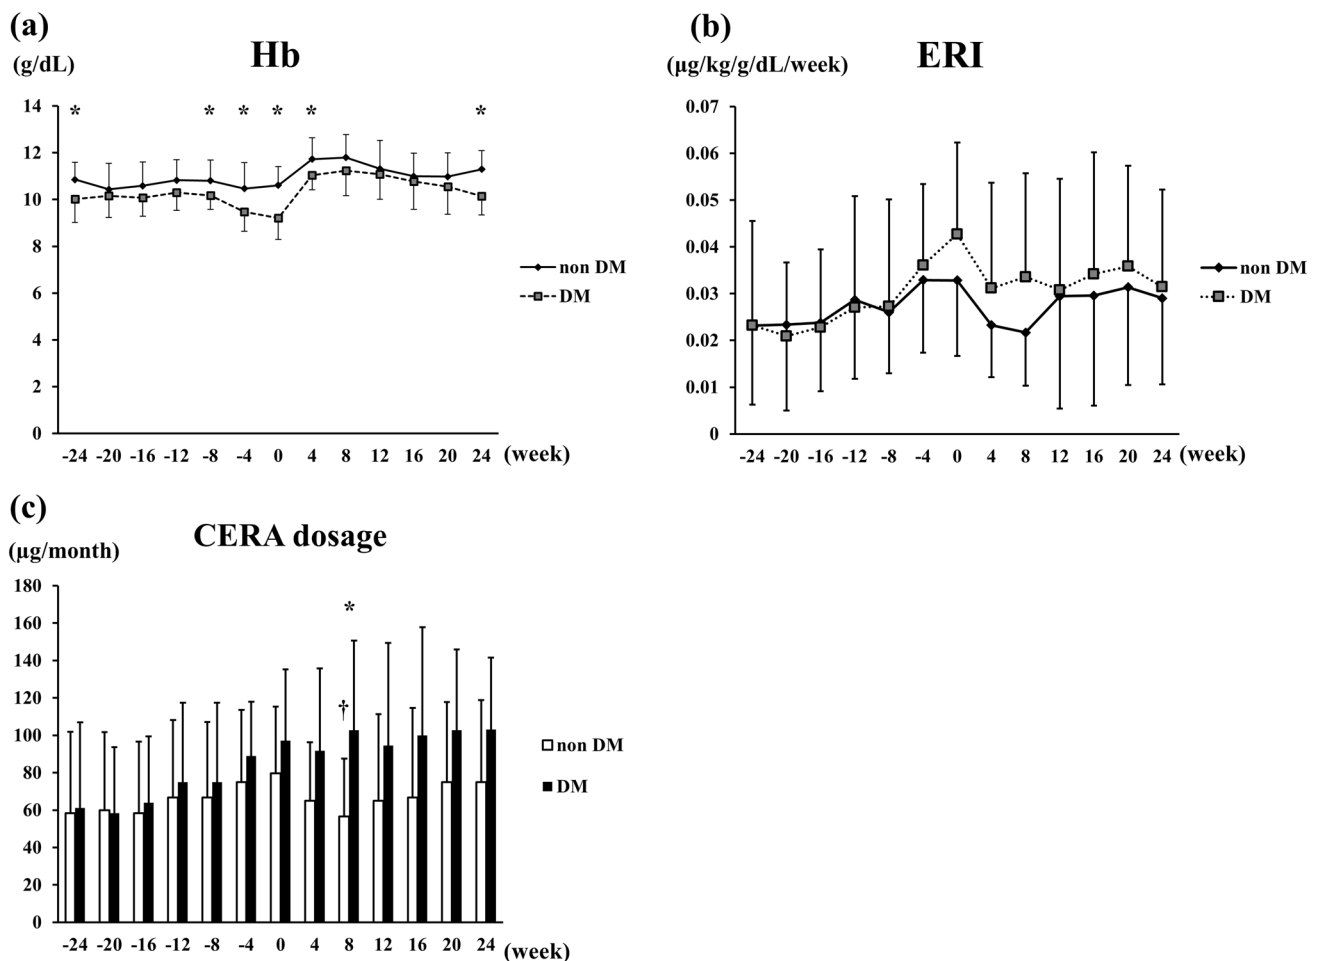 (a)
Hb
(g/dL)
14
12
10
8
6
4
2
0
* * * * * *
-24 -20 -16 -12 -8 -4 0 4 8 12 16 20 24 (week)
non DM
DM
(b)
ERI
(μg/kg/g/dL/week)
0.07
0.06
0.05
0.04
0.03
0.02
0.01
0
-24 -20 -16 -12 -8 -4 0 4 8 12 16 20 24 (week)
non DM
DM
(c)
CERA dosage
(μg/month)
180
160
140
120
100
80
60
40
20
0
*
†
-24 -20 -16 -12 -8 -4 0 4 8 12 16 20 24 (week)
non DM
DM